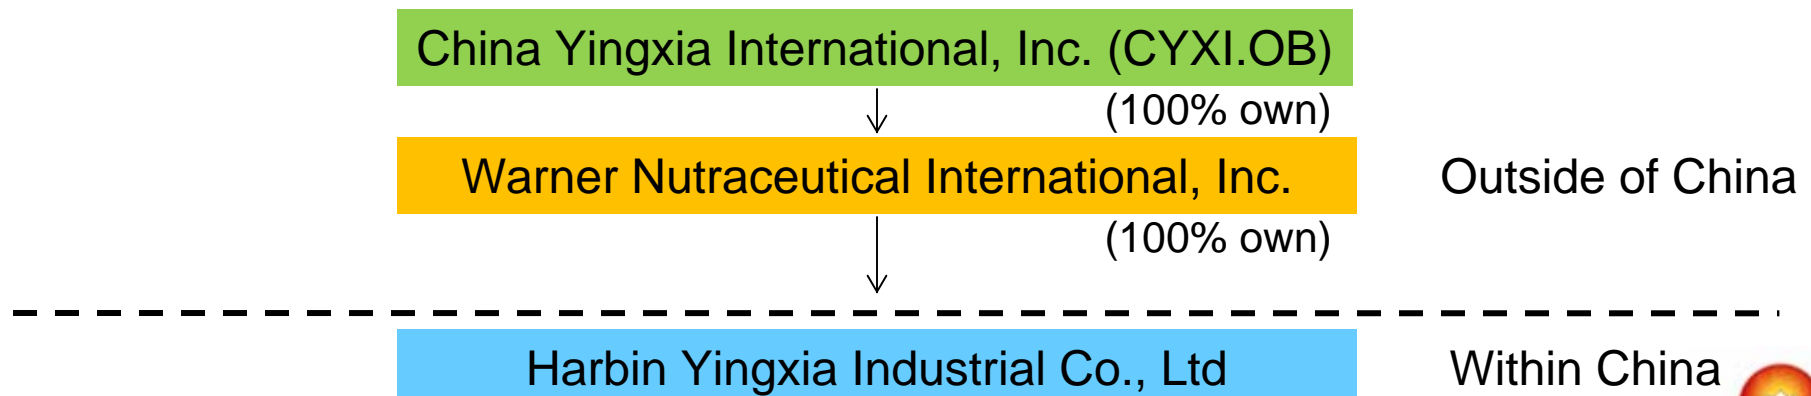 China Yingxia International, Inc. (CYXI.OB)
(100% own)
Warner Nutraceutical International, Inc.
Outside of China
(100% own)
Harbin Yingxia Industrial Co., Ltd
Within China